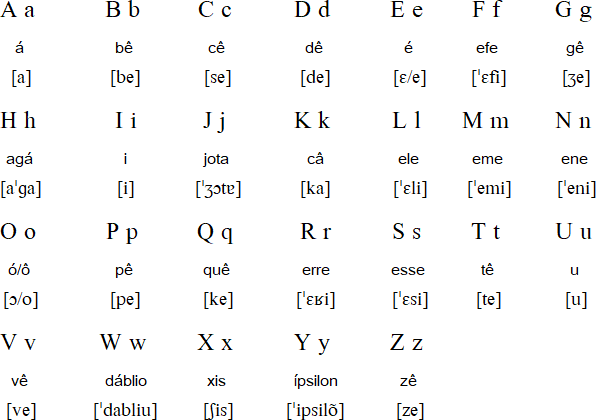 A a B b C c D d E e F f G g
á bê cê dê é efe gê
[a] [be] [se] [de] [ɛ/e] [ˈɛfi] [ʒe]
H h I i J j K k L l M m N n
agá i jota câ ele eme ene
[aˈɡa] [i] [ˈʒɔtɐ] [ka] [ˈɛli] [ˈemi] [ˈeni]
O o P p Q q R r S s T t U u
ó/ô pê quê erre esse tê u
[ɔ/o] [pe] [ke] [ˈɛʁi] [ˈɛsi] [te] [u]
V v W w X x Y y Z z
vê dáblio xis ípsilon zê
[ve] [ˈdabliu] [ʃis] [ˈipsilõ] [ze]